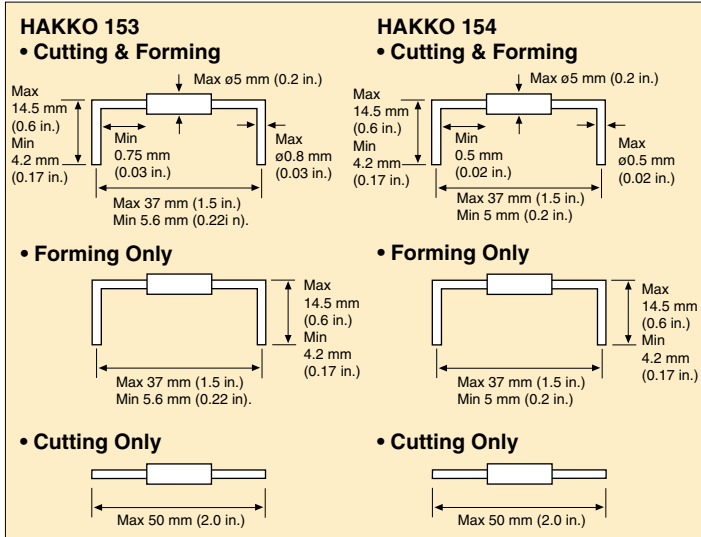 HAKKO 153
• Cutting & Forming
Max ø5 mm (0.2 in.)
Max
14.5 mm
(0.6 in.)
Min
4.2 mm
(0.17 in.)
Min
0.75 mm
(0.03 in.)
Max
ø0.8 mm
(0.03 in.)
Max 37 mm (1.5 in.)
Min 5.6 mm (0.22i n).
• Forming Only
Max
14.5 mm
(0.6 in.)
Min
4.2 mm
(0.17 in.)
Max 37 mm (1.5 in.)
Min 5.6 mm (0.22 in).
• Cutting Only
Max 50 mm (2.0 in.)
HAKKO 154
• Cutting & Forming
Max ø5 mm (0.2 in.)
Max
14.5 mm
(0.6 in.)
Min
4.2 mm
(0.17 in.)
Min
0.5 mm
(0.02 in.)
Max
ø0.5 mm
(0.02 in.)
Max 37 mm (1.5 in.)
Min 5 mm (0.2 in.)
• Forming Only
Max
14.5 mm
(0.6 in.)
Min
4.2 mm
(0.17 in.)
Max 37 mm (1.5 in.)
Min 5 mm (0.2 in.)
• Cutting Only
Max 50 mm (2.0 in.)